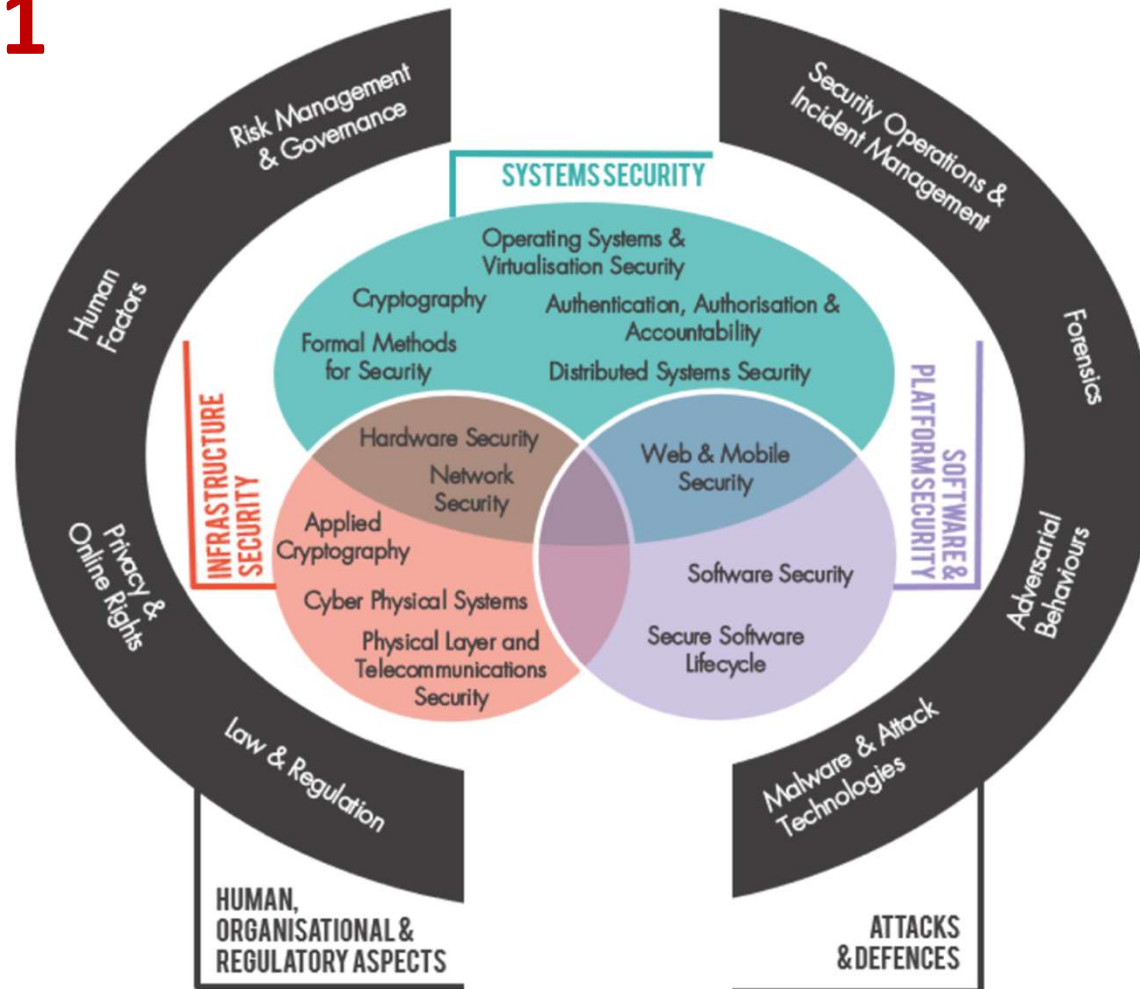 1
Risk Management
& Governance
Human
Factors
Privacy &
Online Rights
Law & Regulation
HUMAN,
ORGANISATIONAL &
REGULATORY ASPECTS
SYSTEMS SECURITY
Operating Systems &
Virtualisation Security
Cryptography
Authentication, Authorisation &
Accountability
Formal Methods
for Security
Distributed Systems Security
INFRASTRUCTURE
SECURITY
Hardware Security
Network
Security
Applied
Cryptography
Cyber Physical Systems
Physical Layer and
Telecommunications
Security
Web & Mobile
Security
Software Security
Secure Software
Lifecycle
SOFTWARE &
PLATFORM SECURITY
Security Operations &
Incident Management
Forensics
Adversarial
Behaviours
Malware & Attack
Technologies
ATTACKS
& DEFENCES